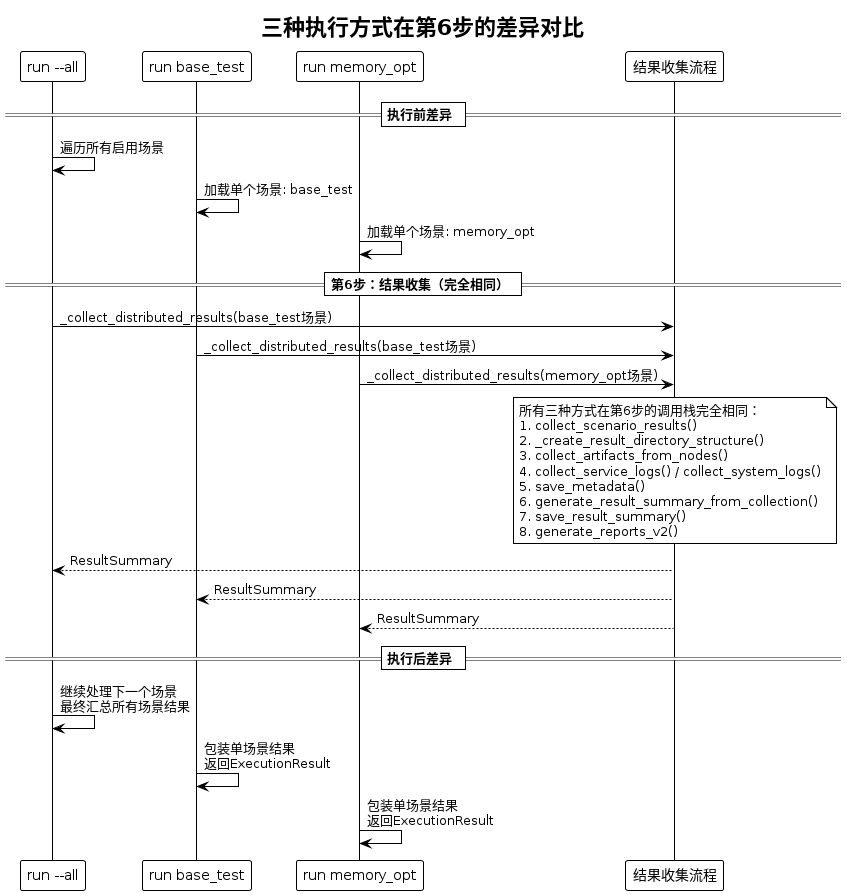 三种执行方式在第6步的差异对比
run --all
run base_test
run memory_opt
结果收集流程
执行前差异
遍历所有启用场景
加载单个场景: base_test
加载单个场景: memory_opt
第6步：结果收集（完全相同）
_collect_distributed_results(base_test场景)
_collect_distributed_results(base_test场景)
_collect_distributed_results(memory_opt场景)
所有三种方式在第6步的调用栈完全相同：
1. collect_scenario_results()
2. _create_result_directory_structure()
3. collect_artifacts_from_nodes()
4. collect_service_logs() / collect_system_logs()
5. save_metadata()
6. generate_result_summary_from_collection()
7. save_result_summary()
8. generate_reports_v2()
ResultSummary
ResultSummary
ResultSummary
执行后差异
继续处理下一个场景
最终汇总所有场景结果
包装单场景结果
返回ExecutionResult
包装单场景结果
返回ExecutionResult
run --all
run base_test
run memory_opt
结果收集流程